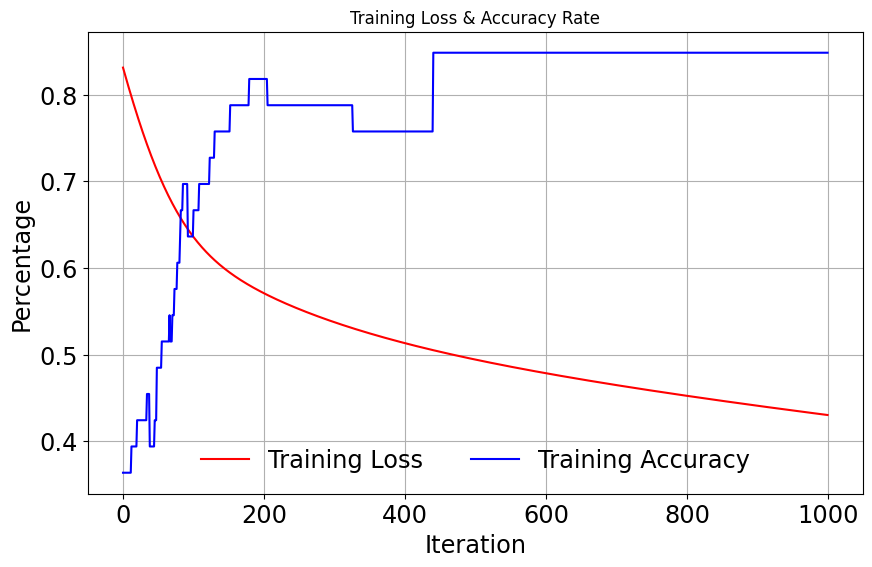 Training Loss & Accuracy Rate
Percentage
0.8
0.7
0.6
0.5
0.4
Training Loss
Training Accuracy
0
200
400
600
800
1000
Iteration